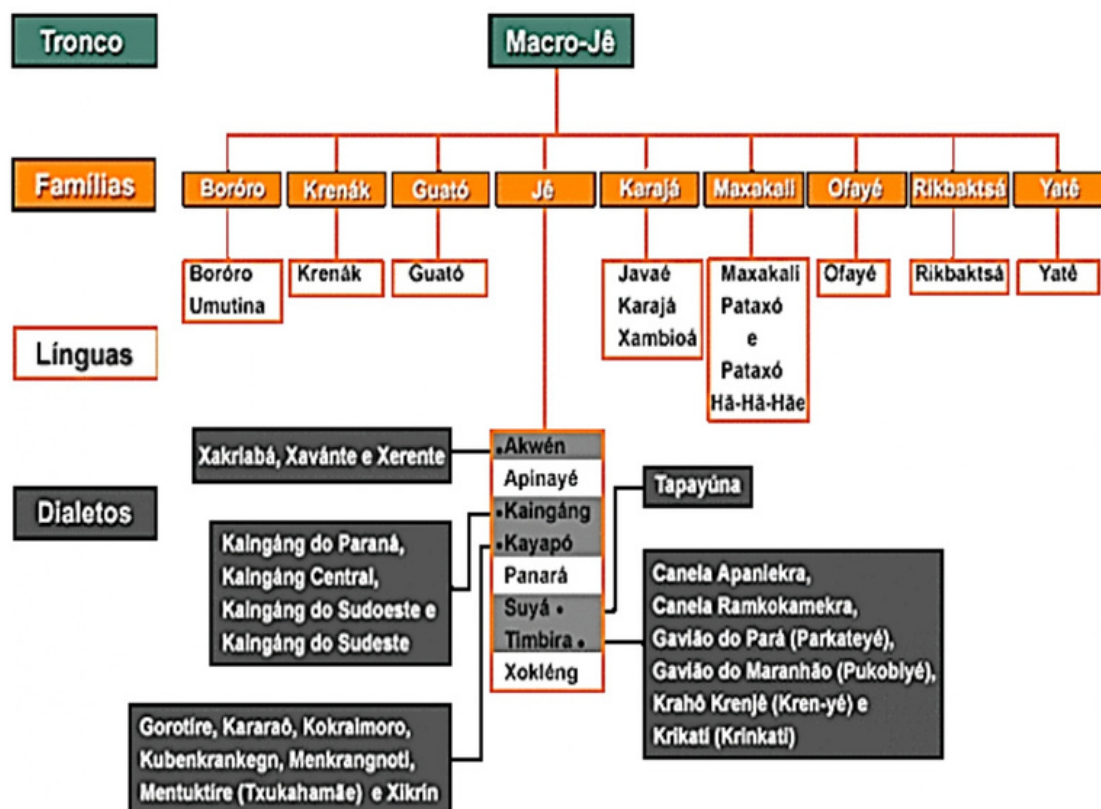 Tronco
Macro-Jê
Famílias
Boróro
Krenák
Guató
Jê
Karajá
Maxakali
Ofayé
Rikbaktsá
Yatê
Boróro
Umutina
Krenák
Guató
Javaé
Karajá
Xambioá
Maxakali
Pataxó
e
Pataxó
Hã-Hã-Hãe
Ofayé
Rikbaktsá
Yatê
Línguas
Xakriabá, Xavánte e Xerente
Akwén
Apinayé
Kaingáng
Kayapó
Panará
Suyá
Timbira
Xokléng
Tapayúna
Dialetos
Kaingáng do Paraná,
Kaingáng Central,
Kaingáng do Sudoeste e
Kaingáng do Sudeste
Canela Apaniekra,
Canela Ramkokamekra,
Gavião do Pará (Parkateyé),
Gavião do Maranhão (Pukobiyé),
Krahô Krenjê (Kren-yé) e
Krikati (Krinkati)
Gorotire, Kararaô, Kokraimoro,
Kubenkrankegn, Menkrangnoti,
Mentuktíre (Txukahamãe) e Xikrin